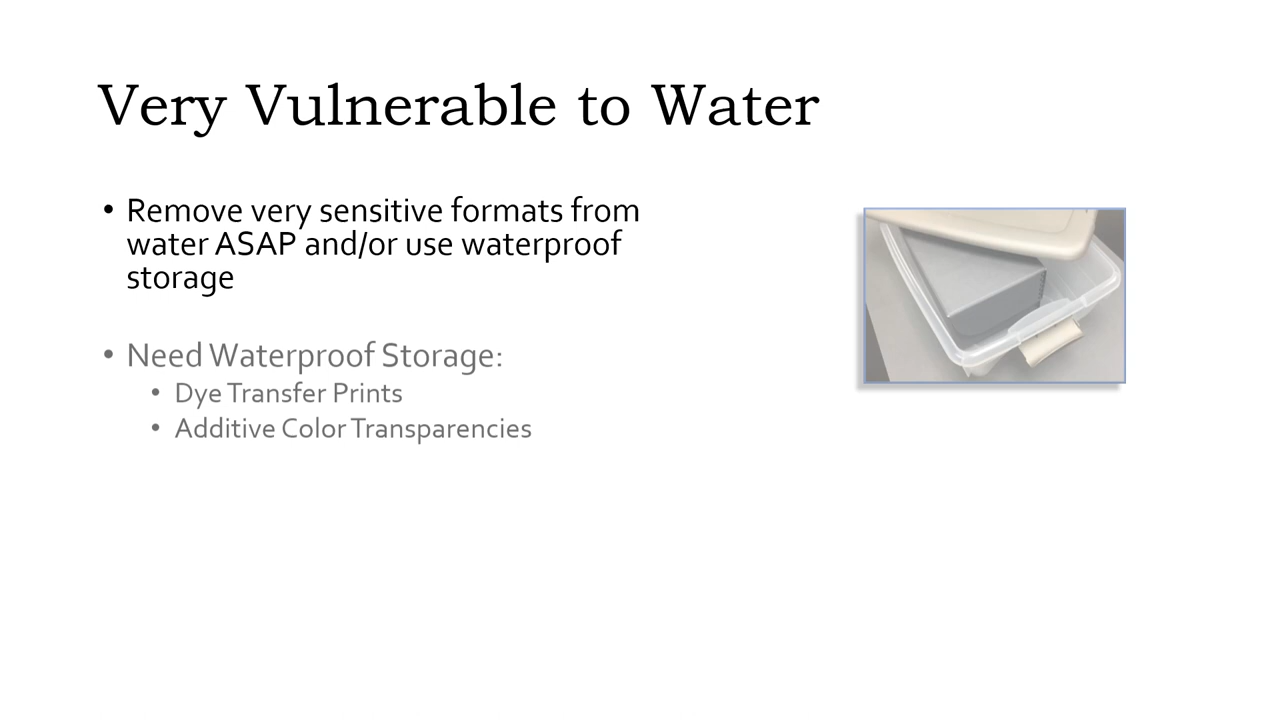 Very Vulnerable to Water
• Remove very sensitive formats from
water ASAP and/or use waterproof
storage
• Need Waterproof Storage:
• Dye Transfer Prints
• Additive Color Transparencies